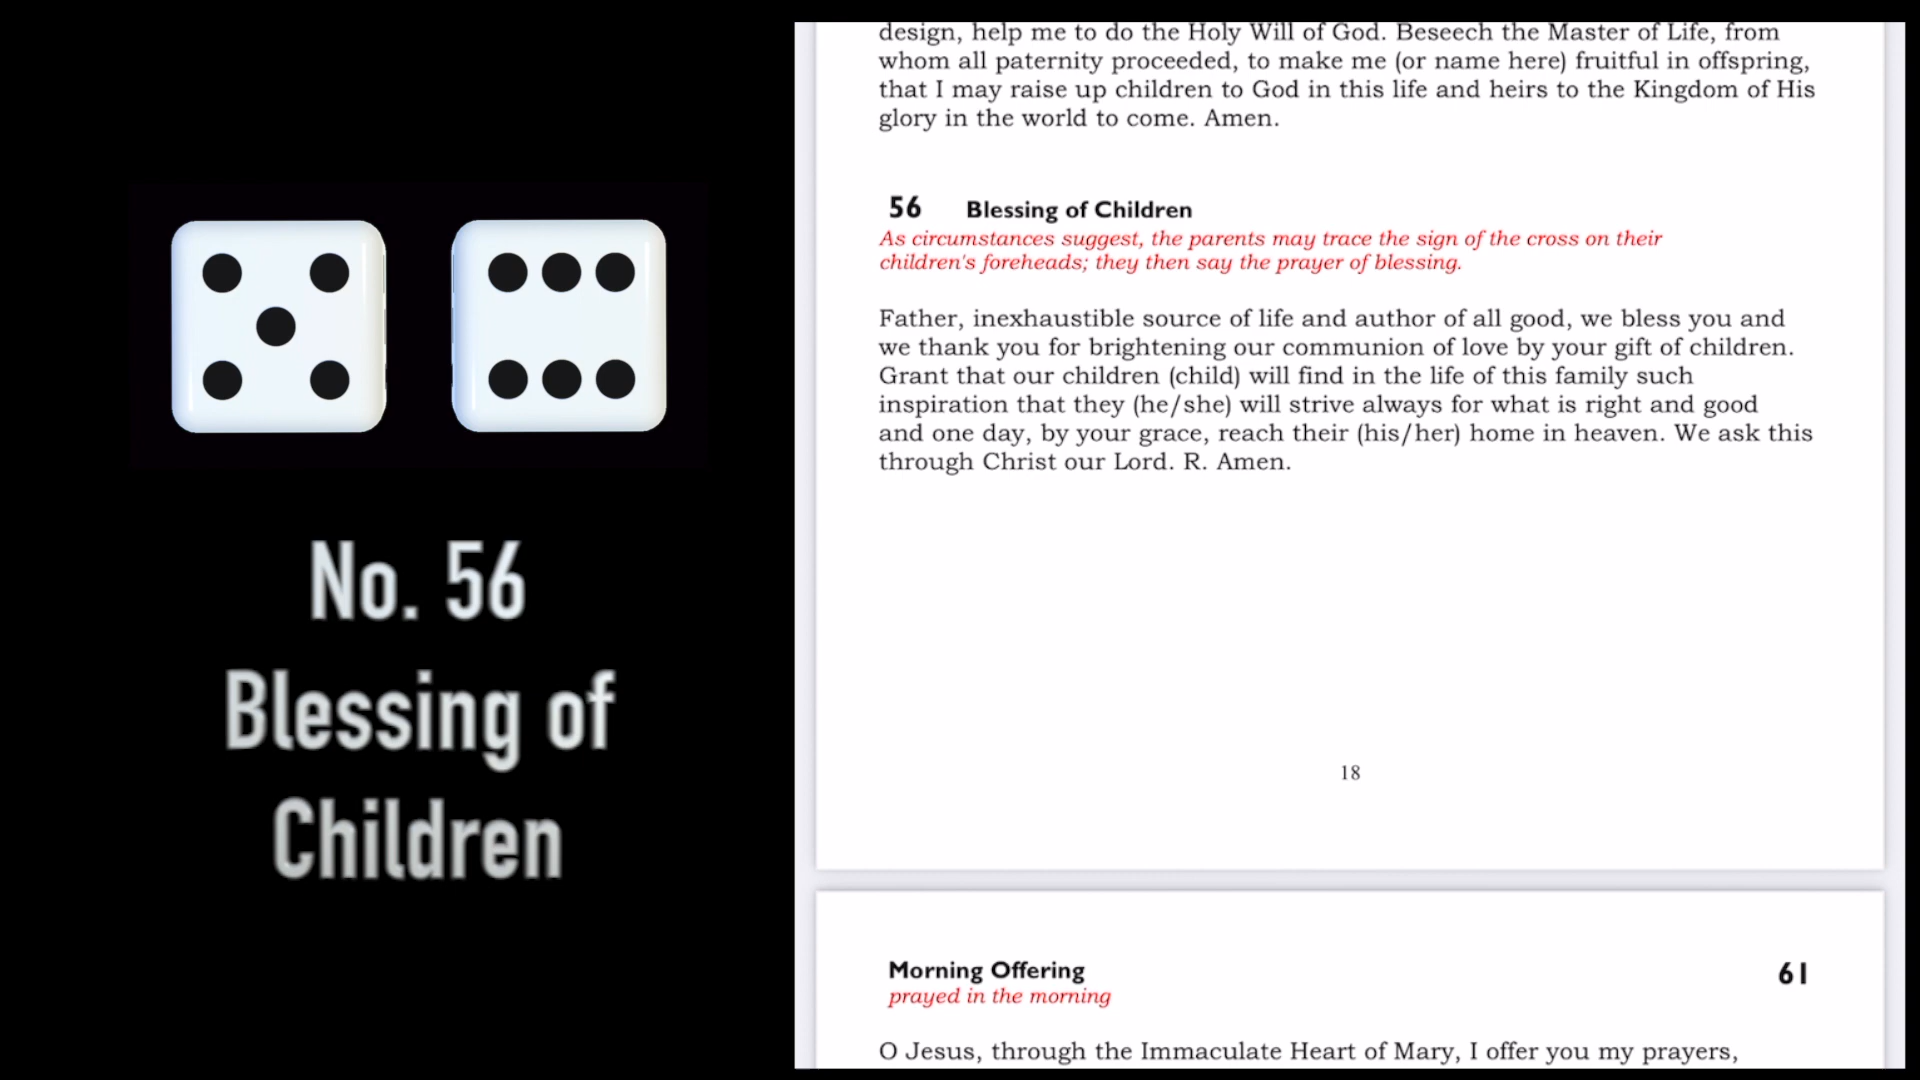 No. 56
Blessing of
Children
design, help me to do the Holy Will of God. Beseech the Master of Life, from
whom all paternity proceeded, to make me (or name here) fruitful in offspring,
that I may raise up children to God in this life and heirs to the Kingdom of His
glory in the world to come. Amen.
56 Blessing of Children
As circumstances suggest, the parents may trace the sign of the cross on their
children's foreheads; they then say the prayer of blessing.
Father, inexhaustible source of life and author of all good, we bless you and
we thank you for brightening our communion of love by your gift of children.
Grant that our children (child) will find in the life of this family such
inspiration that they (he/she) will strive always for what is right and good
and one day, by your grace, reach their (his/her) home in heaven. We ask this
through Christ our Lord. R. Amen.
18
Morning Offering 61
prayed in the morning
O Jesus, through the Immaculate Heart of Mary, I offer you my prayers,